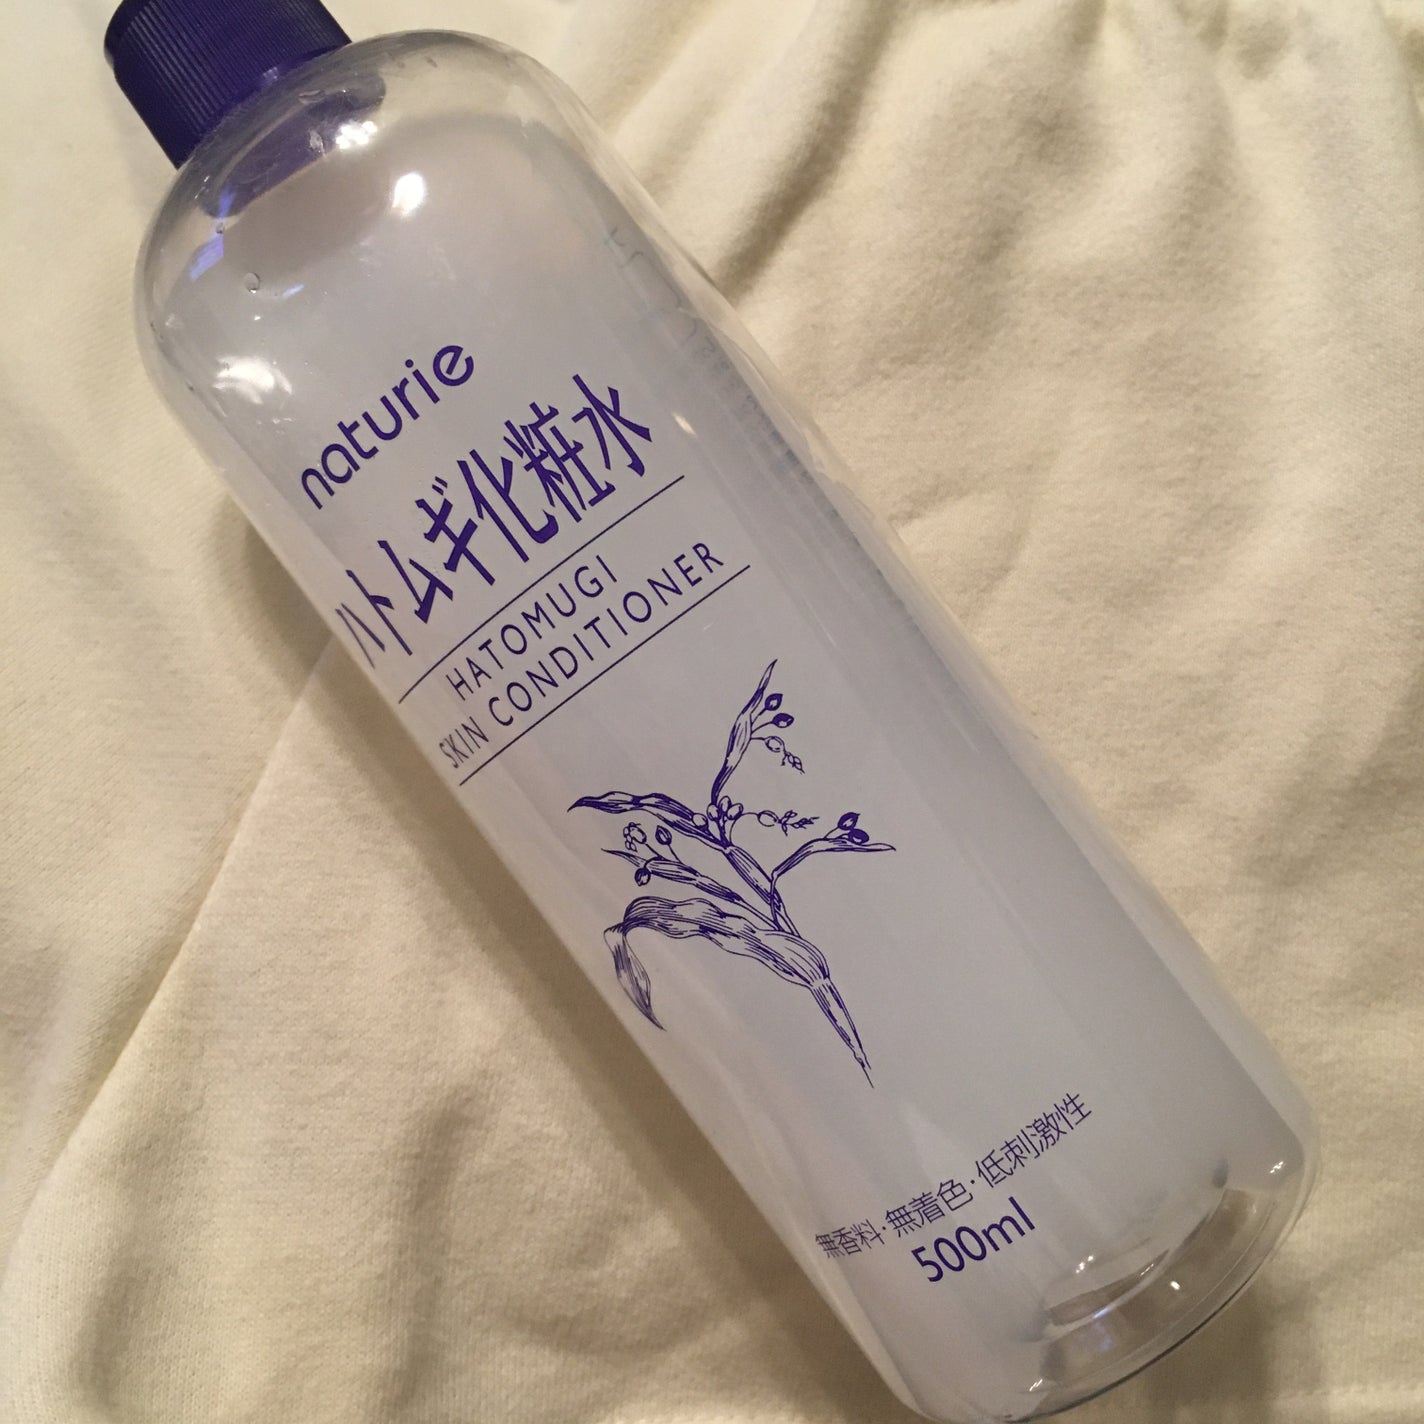 naturie
ハトムギ化粧水
HATOMUGI
SKIN CONDITIONER
無香料・無着色・低刺激性
500ml